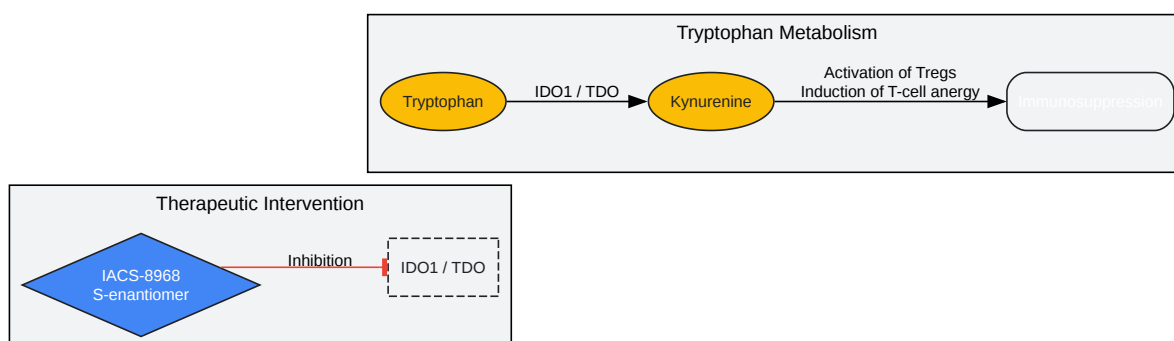 Tryptophan Metabolism
Activation of Tregs
Induction of T-cell anergy
Tryptophan
IDO1 / TDO
Kynurenine
Immunosuppression
Therapeutic Intervention
IACS-8968
S-enantiomer
Inhibition
IDO1 / TDO